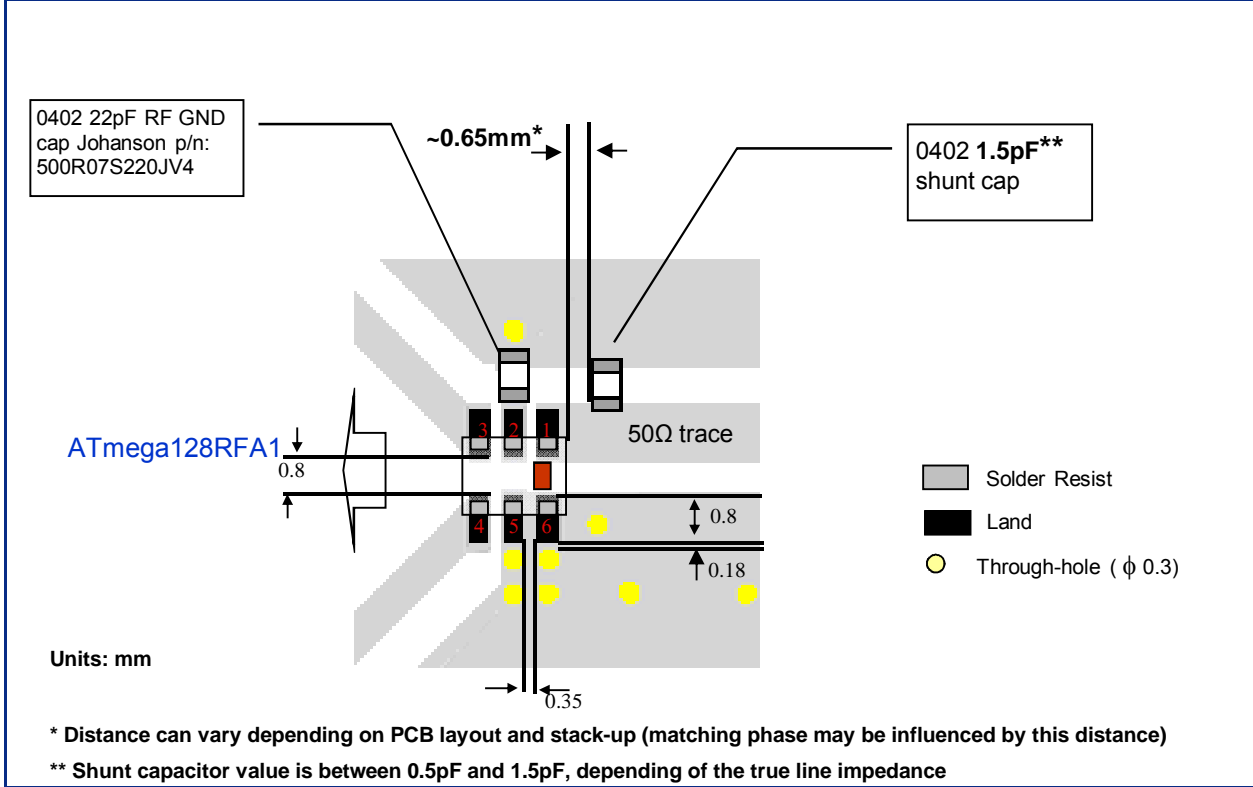 0402 22pF RF GND
cap Johanson p/n:
500R07S220JV4
~0.65mm*
0402 1.5pF**
shunt cap
ATmega128RFA1
0.8
3 2 1
50Ω trace
4 5 6
0.8
0.18
0.35
Solder Resist
Land
Through-hole ( ϕ 0.3)
Units: mm
* Distance can vary depending on PCB layout and stack-up (matching phase may be influenced by this distance)
** Shunt capacitor value is between 0.5pF and 1.5pF, depending of the true line impedance